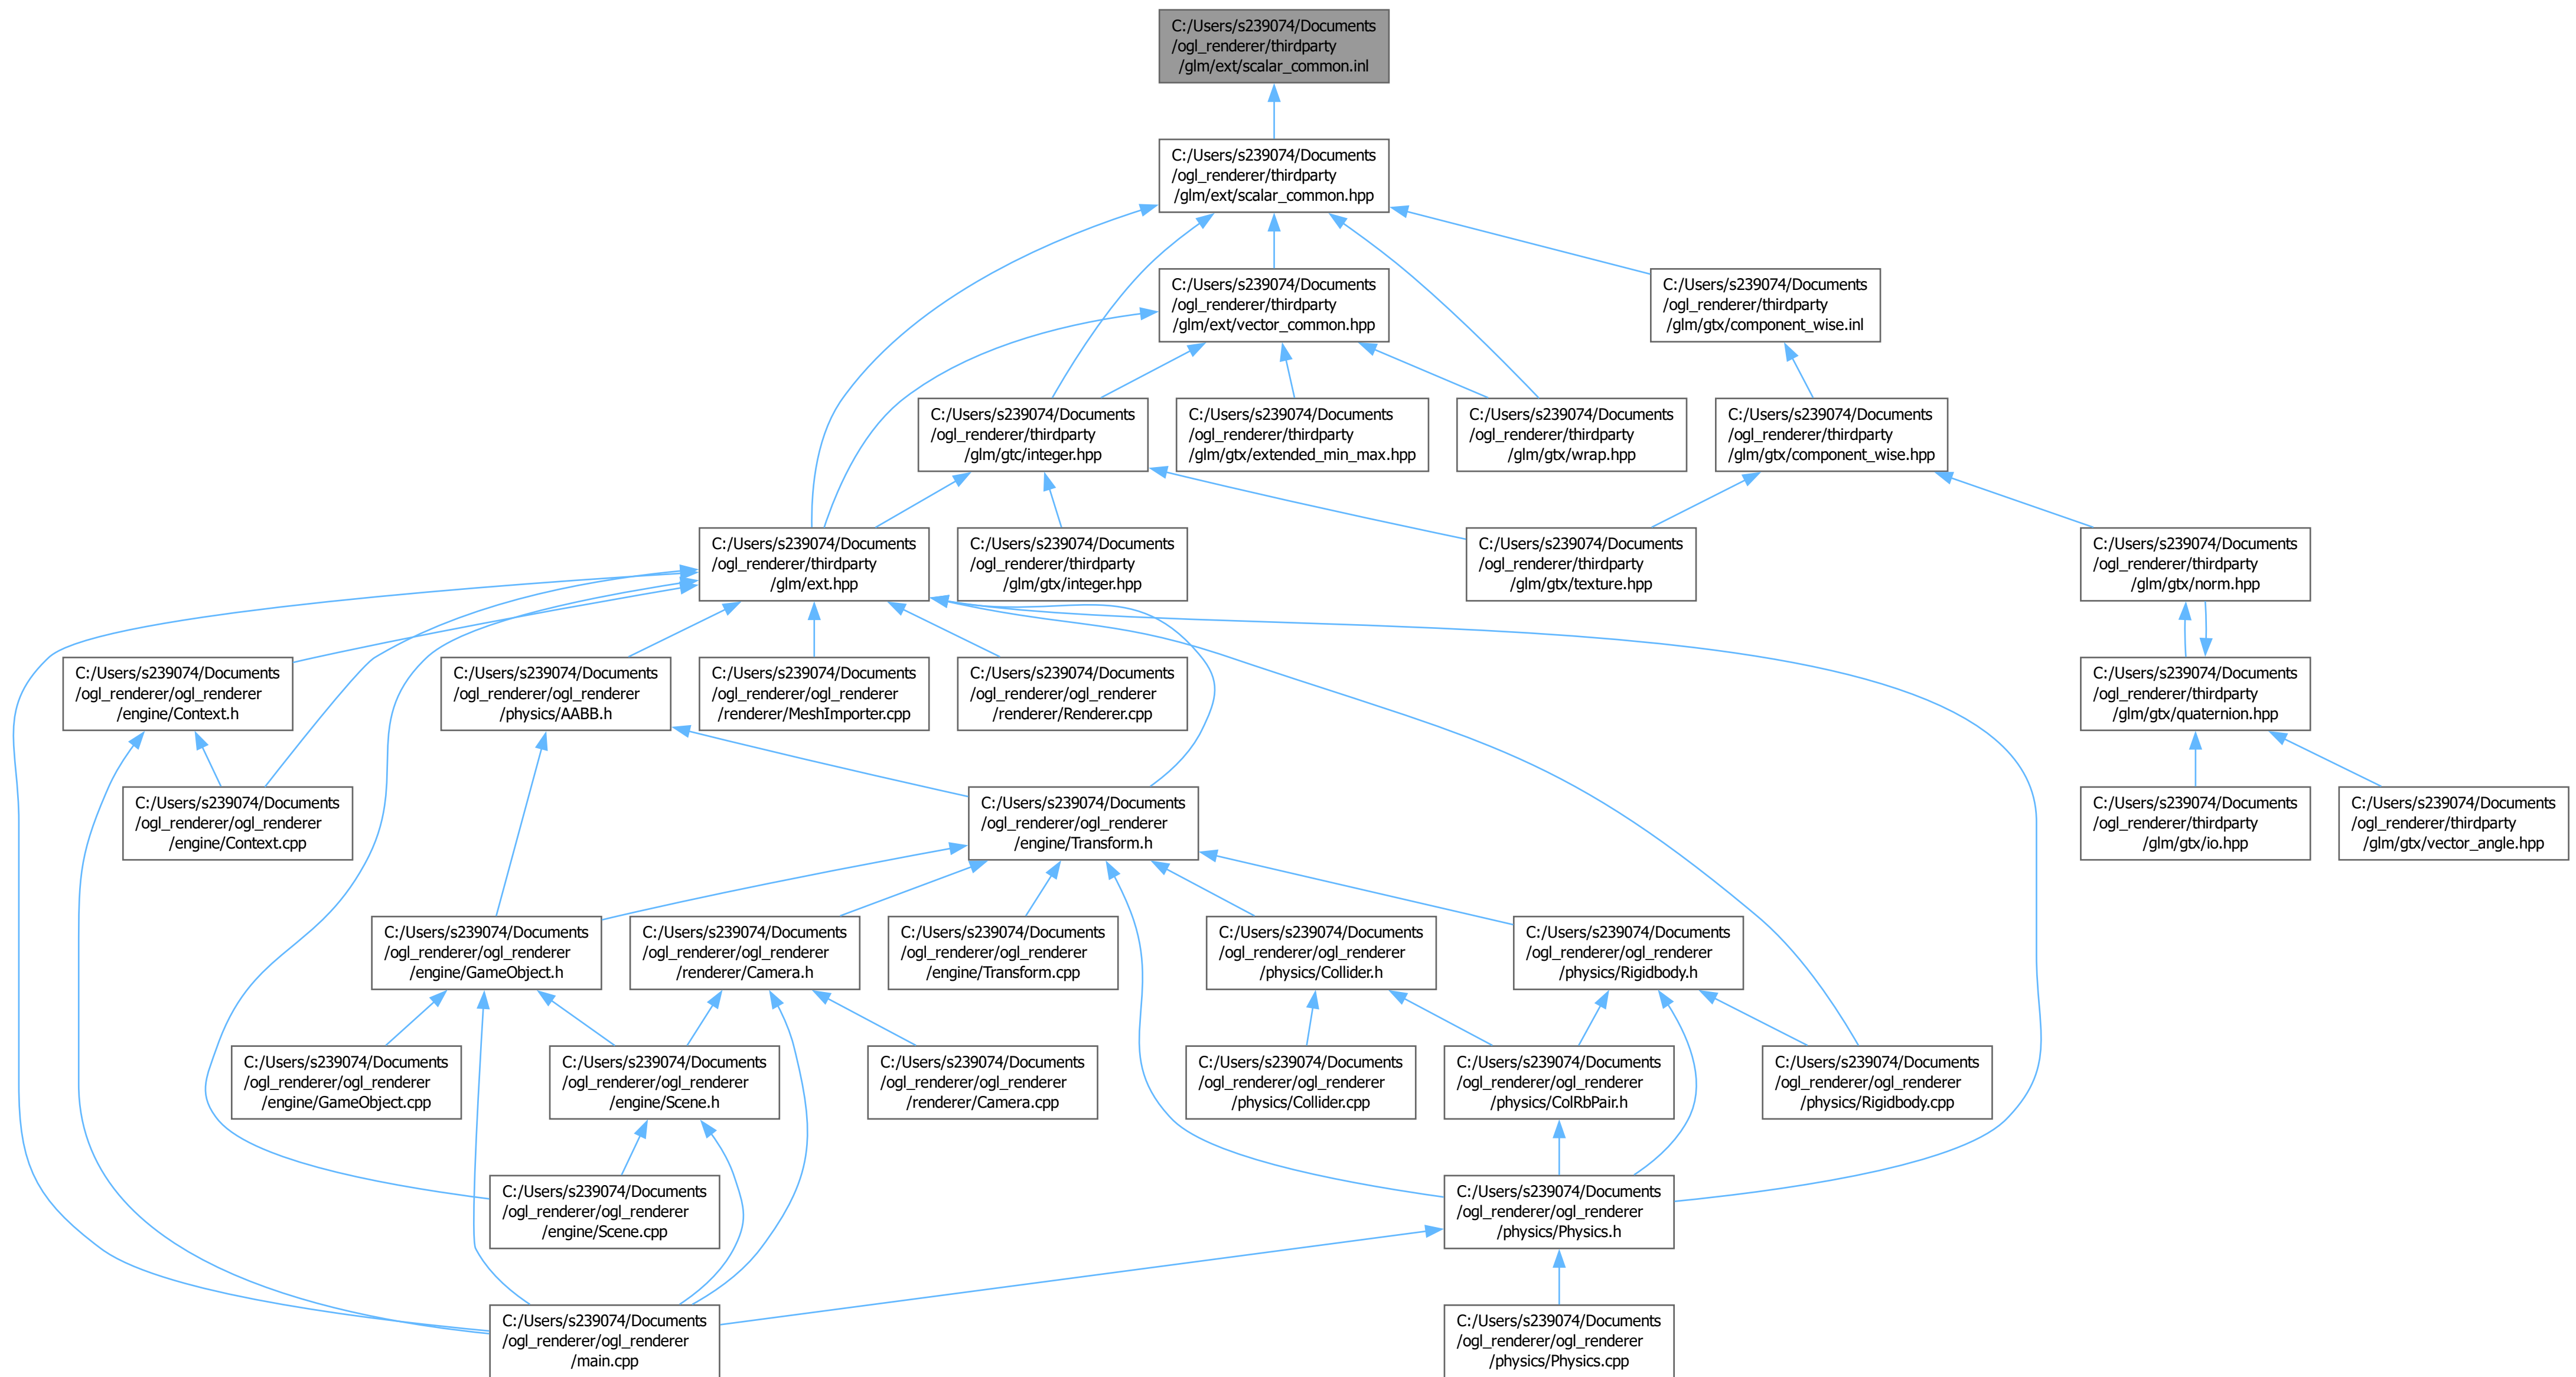 C:/Users/s239074/Documents
/ogl_renderer/thirdparty
/glm/ext/scalar_common.inl
C:/Users/s239074/Documents
/ogl_renderer/thirdparty
/glm/ext/scalar_common.hpp
C:/Users/s239074/Documents
/ogl_renderer/thirdparty
/glm/ext/vector_common.hpp
C:/Users/s239074/Documents
/ogl_renderer/thirdparty
/glm/gtx/component_wise.inl
C:/Users/s239074/Documents
/ogl_renderer/thirdparty
/glm/gtc/integer.hpp
C:/Users/s239074/Documents
/ogl_renderer/thirdparty
/glm/gtx/extended_min_max.hpp
C:/Users/s239074/Documents
/ogl_renderer/thirdparty
/glm/gtx/wrap.hpp
C:/Users/s239074/Documents
/ogl_renderer/thirdparty
/glm/gtx/component_wise.hpp
C:/Users/s239074/Documents
/ogl_renderer/thirdparty
/glm/ext.hpp
C:/Users/s239074/Documents
/ogl_renderer/thirdparty
/glm/gtx/integer.hpp
C:/Users/s239074/Documents
/ogl_renderer/thirdparty
/glm/gtx/texture.hpp
C:/Users/s239074/Documents
/ogl_renderer/thirdparty
/glm/gtx/norm.hpp
C:/Users/s239074/Documents
/ogl_renderer/ogl_renderer
/engine/Context.h
C:/Users/s239074/Documents
/ogl_renderer/ogl_renderer
/physics/AABB.h
C:/Users/s239074/Documents
/ogl_renderer/ogl_renderer
/renderer/MeshImporter.cpp
C:/Users/s239074/Documents
/ogl_renderer/ogl_renderer
/renderer/Renderer.cpp
C:/Users/s239074/Documents
/ogl_renderer/thirdparty
/glm/gtx/quaternion.hpp
C:/Users/s239074/Documents
/ogl_renderer/ogl_renderer
/engine/Context.cpp
C:/Users/s239074/Documents
/ogl_renderer/ogl_renderer
/engine/Transform.h
C:/Users/s239074/Documents
/ogl_renderer/thirdparty
/glm/gtx/io.hpp
C:/Users/s239074/Documents
/ogl_renderer/thirdparty
/glm/gtx/vector_angle.hpp
C:/Users/s239074/Documents
/ogl_renderer/ogl_renderer
/engine/GameObject.h
C:/Users/s239074/Documents
/ogl_renderer/ogl_renderer
/renderer/Camera.h
C:/Users/s239074/Documents
/ogl_renderer/ogl_renderer
/engine/Transform.cpp
C:/Users/s239074/Documents
/ogl_renderer/ogl_renderer
/physics/Collider.h
C:/Users/s239074/Documents
/ogl_renderer/ogl_renderer
/physics/Rigidbody.h
C:/Users/s239074/Documents
/ogl_renderer/ogl_renderer
/engine/GameObject.cpp
C:/Users/s239074/Documents
/ogl_renderer/ogl_renderer
/engine/Scene.h
C:/Users/s239074/Documents
/ogl_renderer/ogl_renderer
/renderer/Camera.cpp
C:/Users/s239074/Documents
/ogl_renderer/ogl_renderer
/physics/Collider.cpp
C:/Users/s239074/Documents
/ogl_renderer/ogl_renderer
/physics/ColRbPair.h
C:/Users/s239074/Documents
/ogl_renderer/ogl_renderer
/physics/Rigidbody.cpp
C:/Users/s239074/Documents
/ogl_renderer/ogl_renderer
/engine/Scene.cpp
C:/Users/s239074/Documents
/ogl_renderer/ogl_renderer
/physics/Physics.h
C:/Users/s239074/Documents
/ogl_renderer/ogl_renderer
/main.cpp
C:/Users/s239074/Documents
/ogl_renderer/ogl_renderer
/physics/Physics.cpp